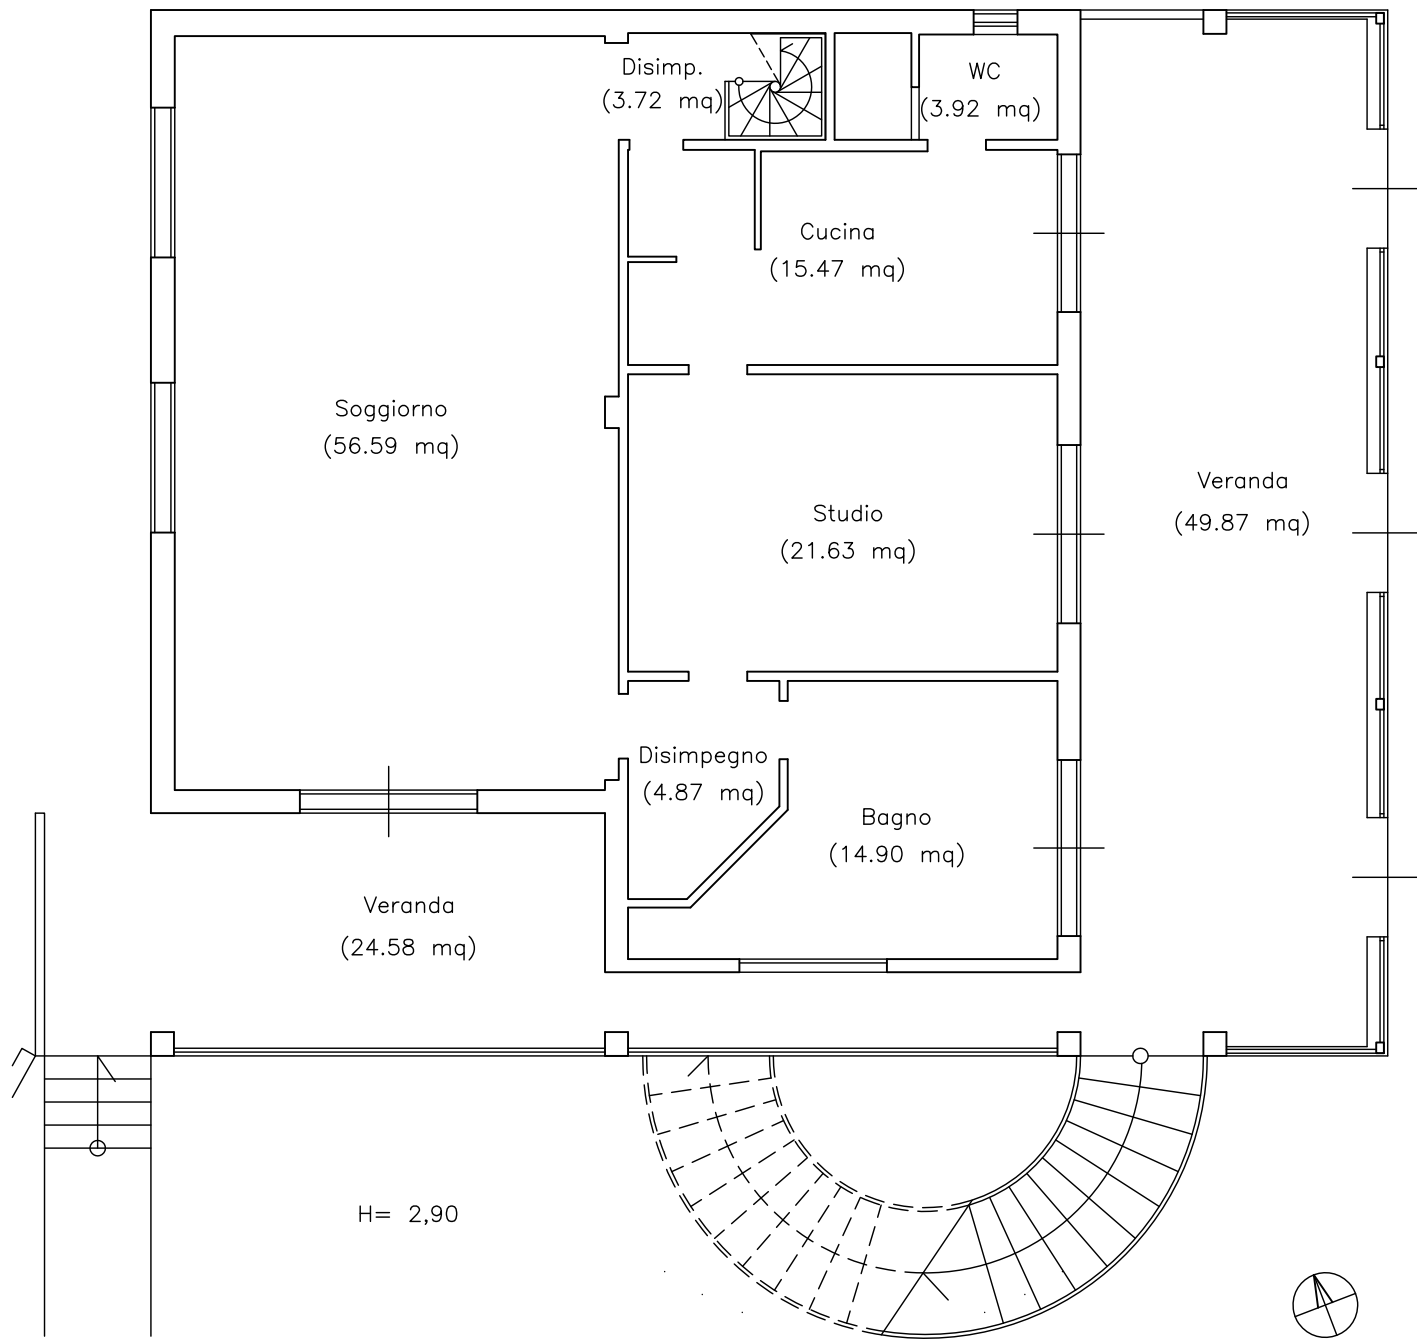 Disimp.
(3.72 mq)
WC
(3.92 mq)
Cucina
(15.47 mq)
Soggiorno
(56.59 mq)
Veranda
(49.87 mq)
Studio
(21.63 mq)
Disimpegno
(4.87 mq)
Bagno
(14.90 mq)
Veranda
(24.58 mq)
H= 2,90